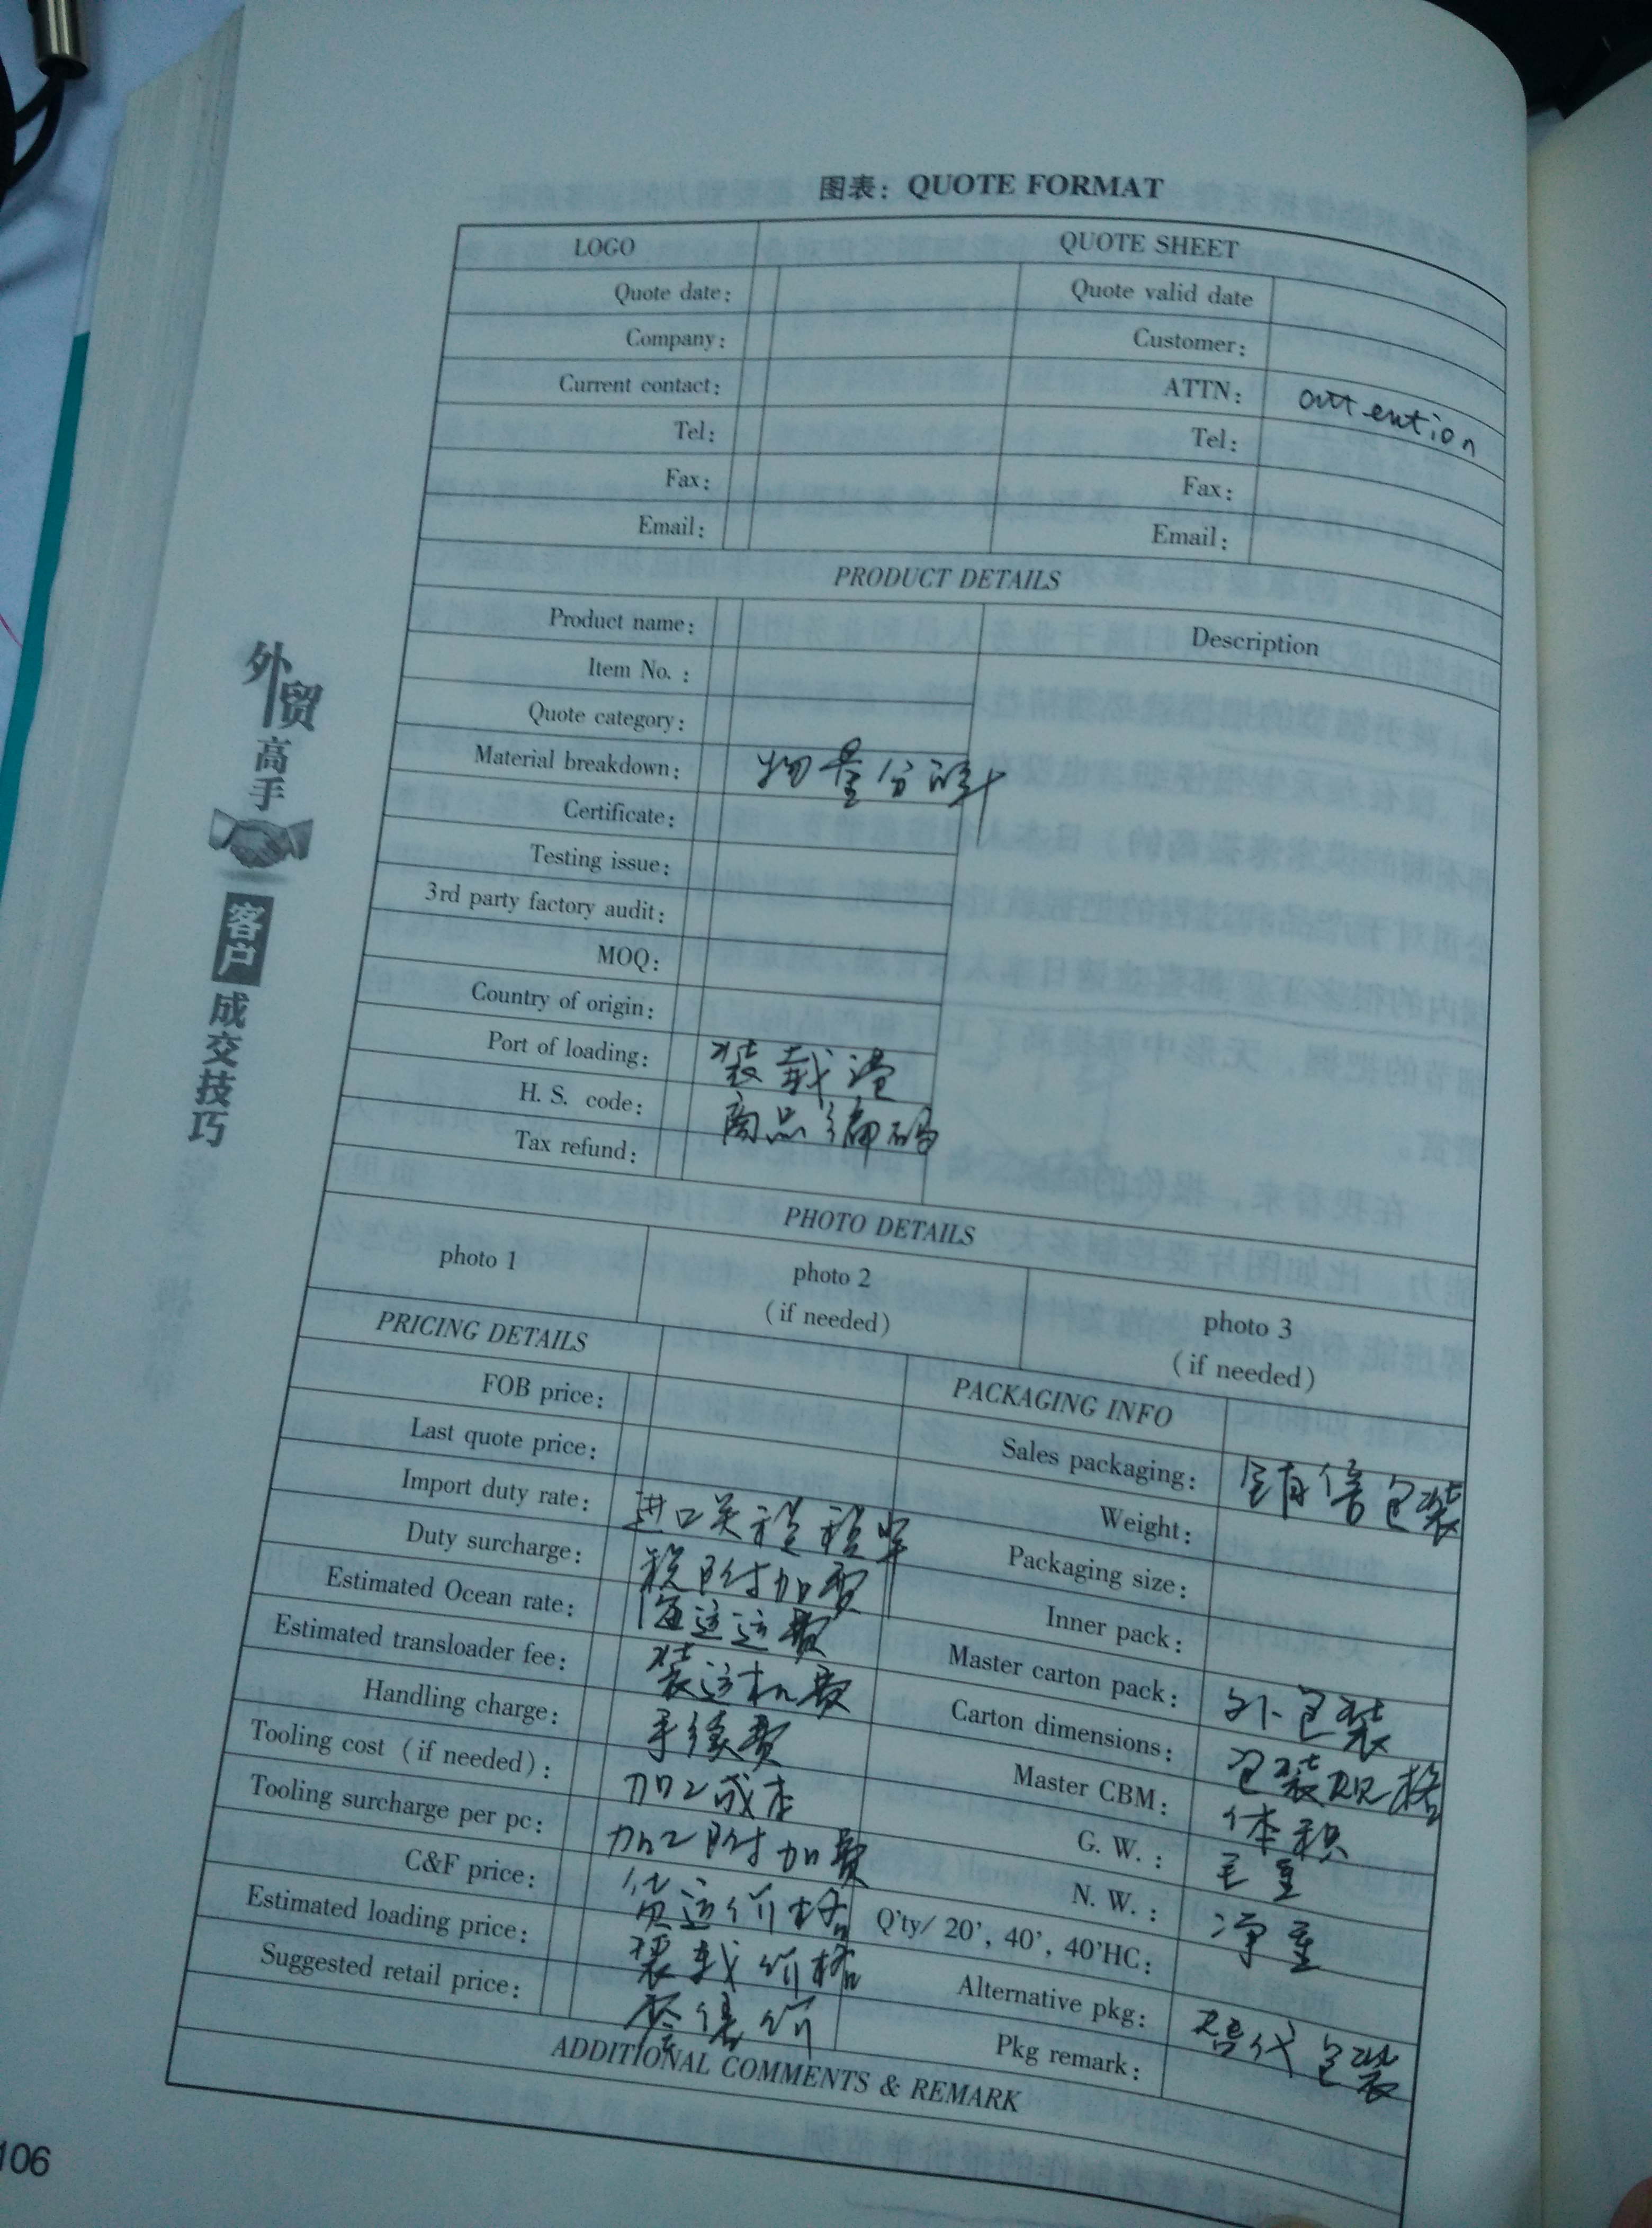 图表：QUOTE FORMAT
LOGO QUOTE SHEET
Quote date: Quote valid date
Company: Customer:
Current contact: ATTN: attention
Tel: Tel:
Fax: Fax:
Email: Email:
PRODUCT DETAILS
Product name: Description
Item No.:
Quote category:
Material breakdown: 物量分解
Certificate:
Testing issue:
3rd party factory audit:
MOQ:
Country of origin:
Port of loading: 装载港
H. S. code: 商品编码
Tax refund:
PHOTO DETAILS
photo 1 photo 2 photo 3
(if needed) (if needed)
PRICING DETAILS PACKAGING INFO
FOB price: Sales packaging: 包装
Last quote price: Weight:
Import duty rate: 进口关税税率 Packaging size:
Duty surcharge: 税附加费 Inner pack:
Estimated Ocean rate: 海运运费 Master carton pack: 外包装
Estimated transloader fee: 装运机费 Carton dimensions: 包装规格
Handling charge: 手续费 Master CBM: 体积
Tooling cost (if needed): 加工成本 G. W.: 毛重
Tooling surcharge per pc: 加工附加费 N. W.: 净重
C&F price: 货运价格 Q'ty/ 20', 40', 40'HC:
Estimated loading price: 装载价格 Alternative pkg: 替代包装
Suggested retail price: 零售价 Pkg remark:
ADDITIONAL COMMENTS & REMARK
外贸高手
客户
成交技巧
106